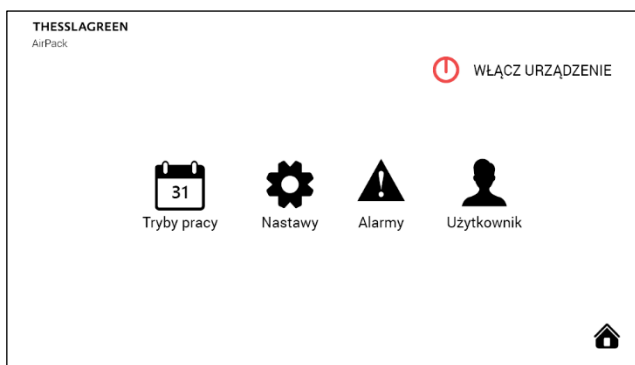 THESSLAGREEN
AirPack
WŁĄCZ URZĄDZENIE
31
Tryby pracy
Nastawy
Alarmy
Użytkownik